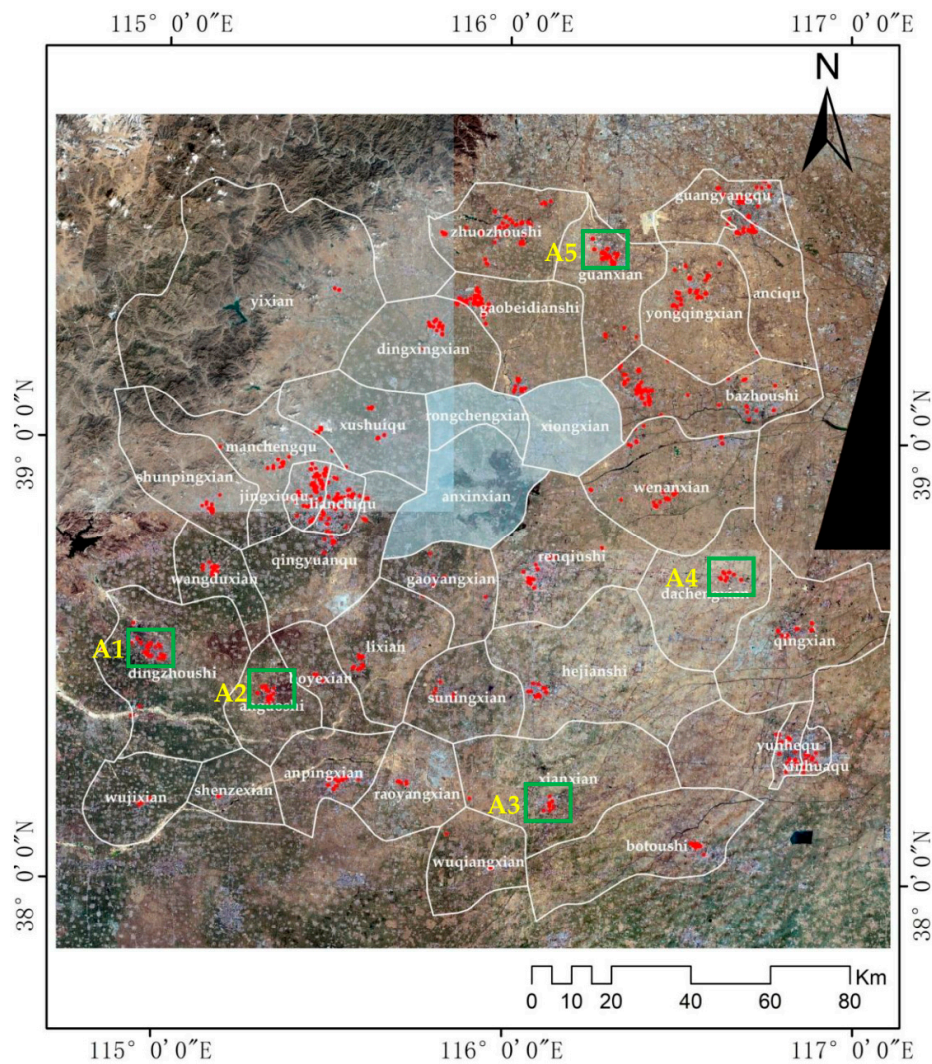 115° 0' 0″E
116° 0' 0″E
117° 0' 0″E
N
guangyangqu
zhuozhoushi
A5
guanxian
yixian
gaobeidianshi
yongqingxian
anciqu
dingxingxian
39° 0' 0″N
39° 0' 0″N
bazhoushi
rongchengxian
xushuiqu
xiongxian
manchengqu
shunpingxian
jingxiuqu
lianchiqu
anxinxian
wenanxian
qingyuanqu
renqiushi
wangduxian
gaoyangxian
A4
dachengxian
qingxian
A1
dingzhoushi
lixian
hejianshi
boyexian
A2
anguoshi
suningxian
yunhequ
xinhuaqu
anpingxian
xianxian
shenzexian
raoyangxian
wujixian
A3
botoushi
wuqiangxian
38° 0' 0″N
38° 0' 0″N
Km
0 10 20 40 60 80
115° 0' 0″E
116° 0' 0″E
117° 0' 0″E